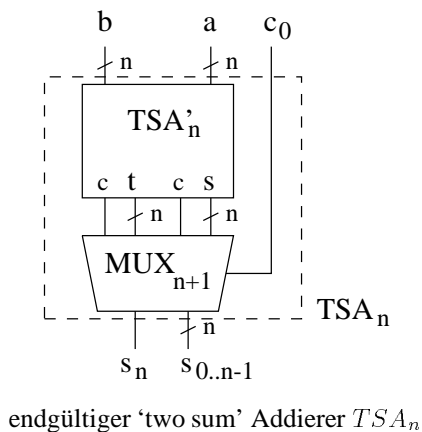 b a c₀
n n
TSA'ₙ
c t c s
n n
MUXₙ₊₁
TSAₙ
n
sₙ s₀..ₙ₋₁
endgültiger ‘two sum’ Addierer TSAₙ